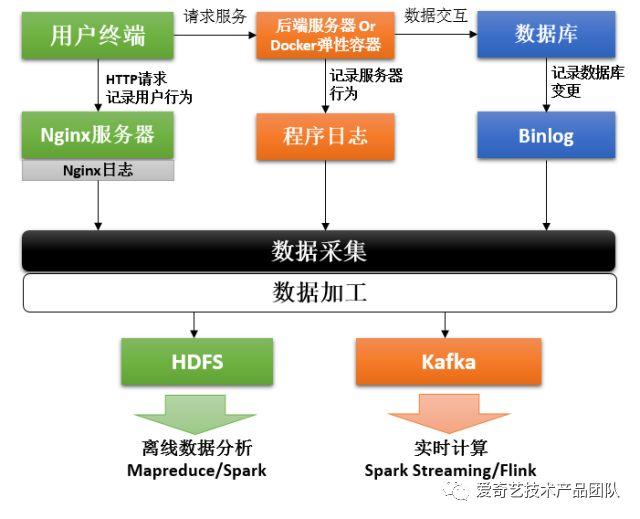 用户终端
请求服务
后端服务器 Or
Docker弹性容器
数据交互
数据库
HTTP请求
记录用户行为
记录服务器
行为
记录数据库
变更
Nginx服务器
Nginx日志
程序日志
Binlog
数据采集
数据加工
HDFS
Kafka
离线数据分析
Mapreduce/Spark
实时计算
Spark Streaming/Flink
爱奇艺技术产品团队